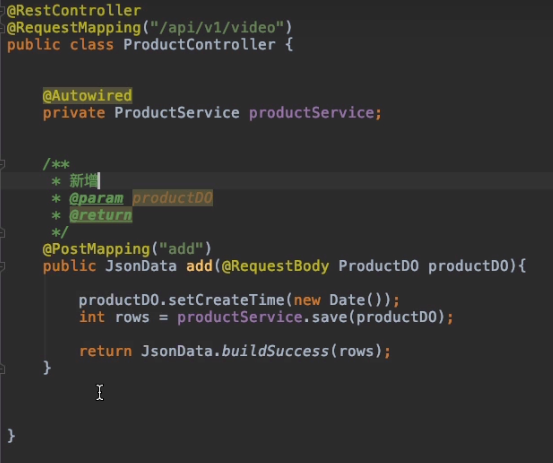 @RestController
@RequestMapping("/api/v1/video")
public class ProductController {
@Autowired
private ProductService productService;
/**
* 新增
* @param productDO
* @return
*/
@PostMapping("add")
public JsonData add(@RequestBody ProductDO productDO){
productDO.setCreateTime(new Date());
int rows = productService.save(productDO);
return JsonData.buildSuccess(rows);
}
}